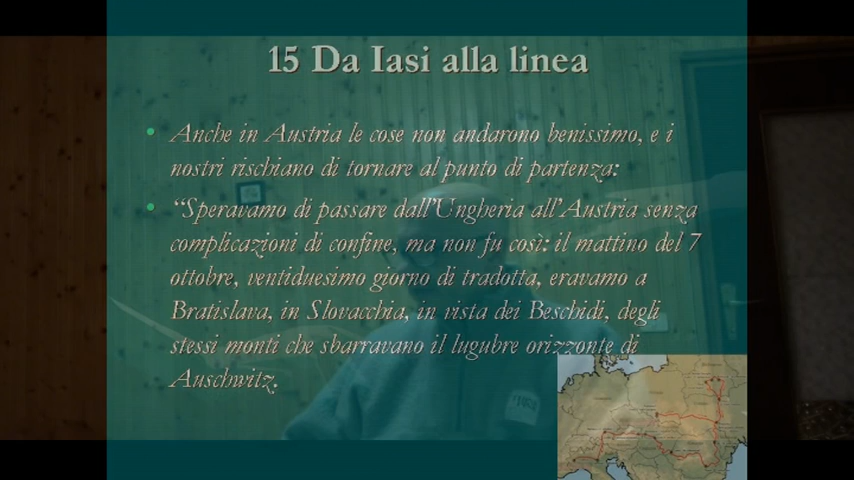 15 Da Iasi alla linea
• Anche in Austria le cose non andarono benissimo, e i
nostri rischiano di tornare al punto di partenza:
• “Speravamo di passare dall’Ungheria all’Austria senza
complicazioni di confine, ma non fu così: il mattino del 7
ottobre, ventiduesimo giorno di tradotta, eravamo a
Bratislava, in Slovacchia, in vista dei Beschidi, degli
stessi monti che sbarravano il lugubre orizzonte di
Auschwitz.